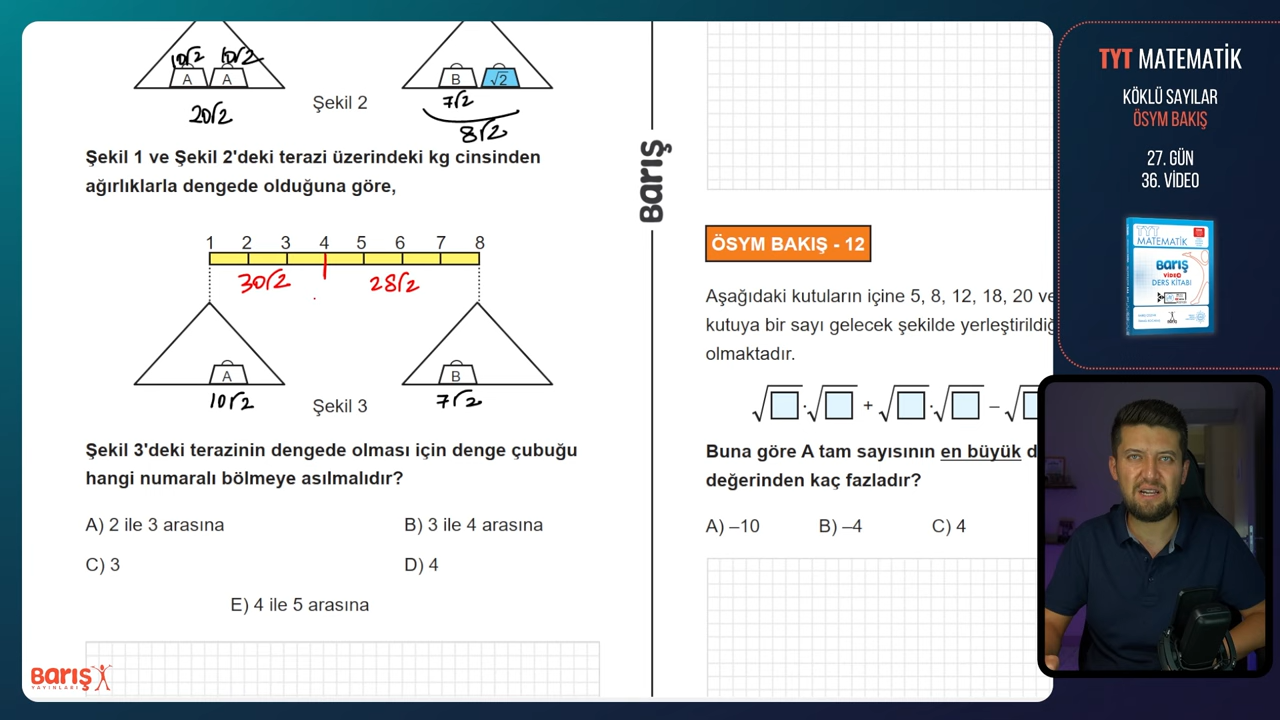 10√2 10√2
A A
20√2
Şekil 2
B √2
7√2
8√2
Şekil 1 ve Şekil 2'deki terazi üzerindeki kg cinsinden
ağırlıklarla dengede olduğuna göre,
1 2 3 4 5 6 7 8
30√2 28√2
A
10√2
Şekil 3
B
7√2
Şekil 3'deki terazinin dengede olması için denge çubuğu
hangi numaralı bölmeye asılmalıdır?
A) 2 ile 3 arasına
B) 3 ile 4 arasına
C) 3
D) 4
E) 4 ile 5 arasına
Barış
YAYINLARI
Barış
ÖSYM BAKIŞ - 12
Aşağıdaki kutuların içine 5, 8, 12, 18, 20 ve
kutuya bir sayı gelecek şekilde yerleştirildiğ
olmaktadır.
√□·√□ + √□·√□ – √□
Buna göre A tam sayısının en büyük d
değerinden kaç fazladır?
A) –10 B) –4 C) 4
TYT MATEMATİK
KÖKLÜ SAYILAR
ÖSYM BAKIŞ
27. GÜN
36. VİDEO
TYT
MATEMATİK
Barış
VİDEO
DERS KİTABI